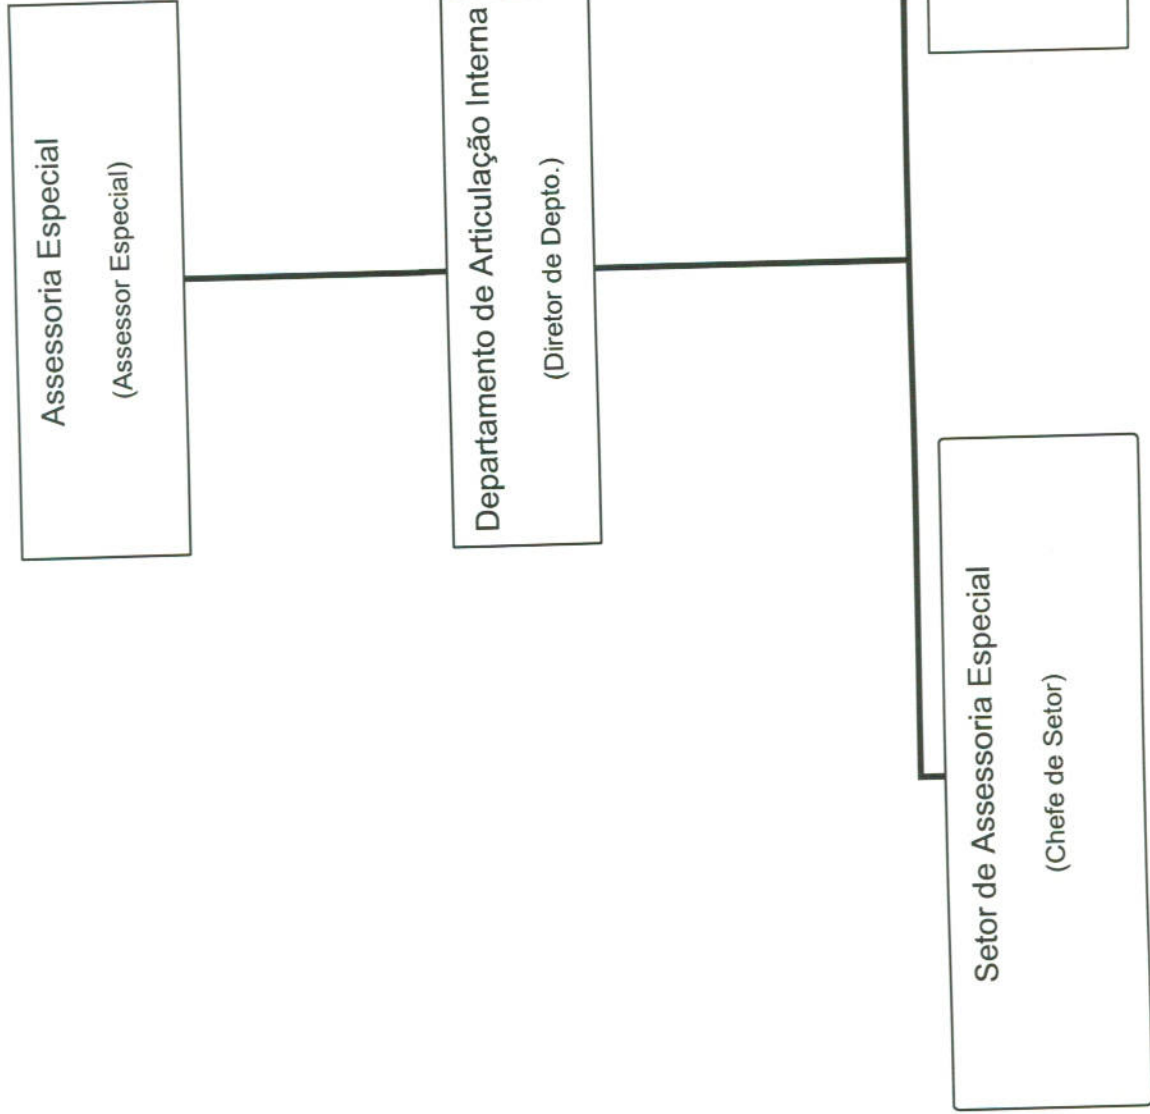 Assessoria Especial
(Assessor Especial)
Departamento de Articulação Interna
(Diretor de Depto.)
Setor de Assessoria Especial
(Chefe de Setor)